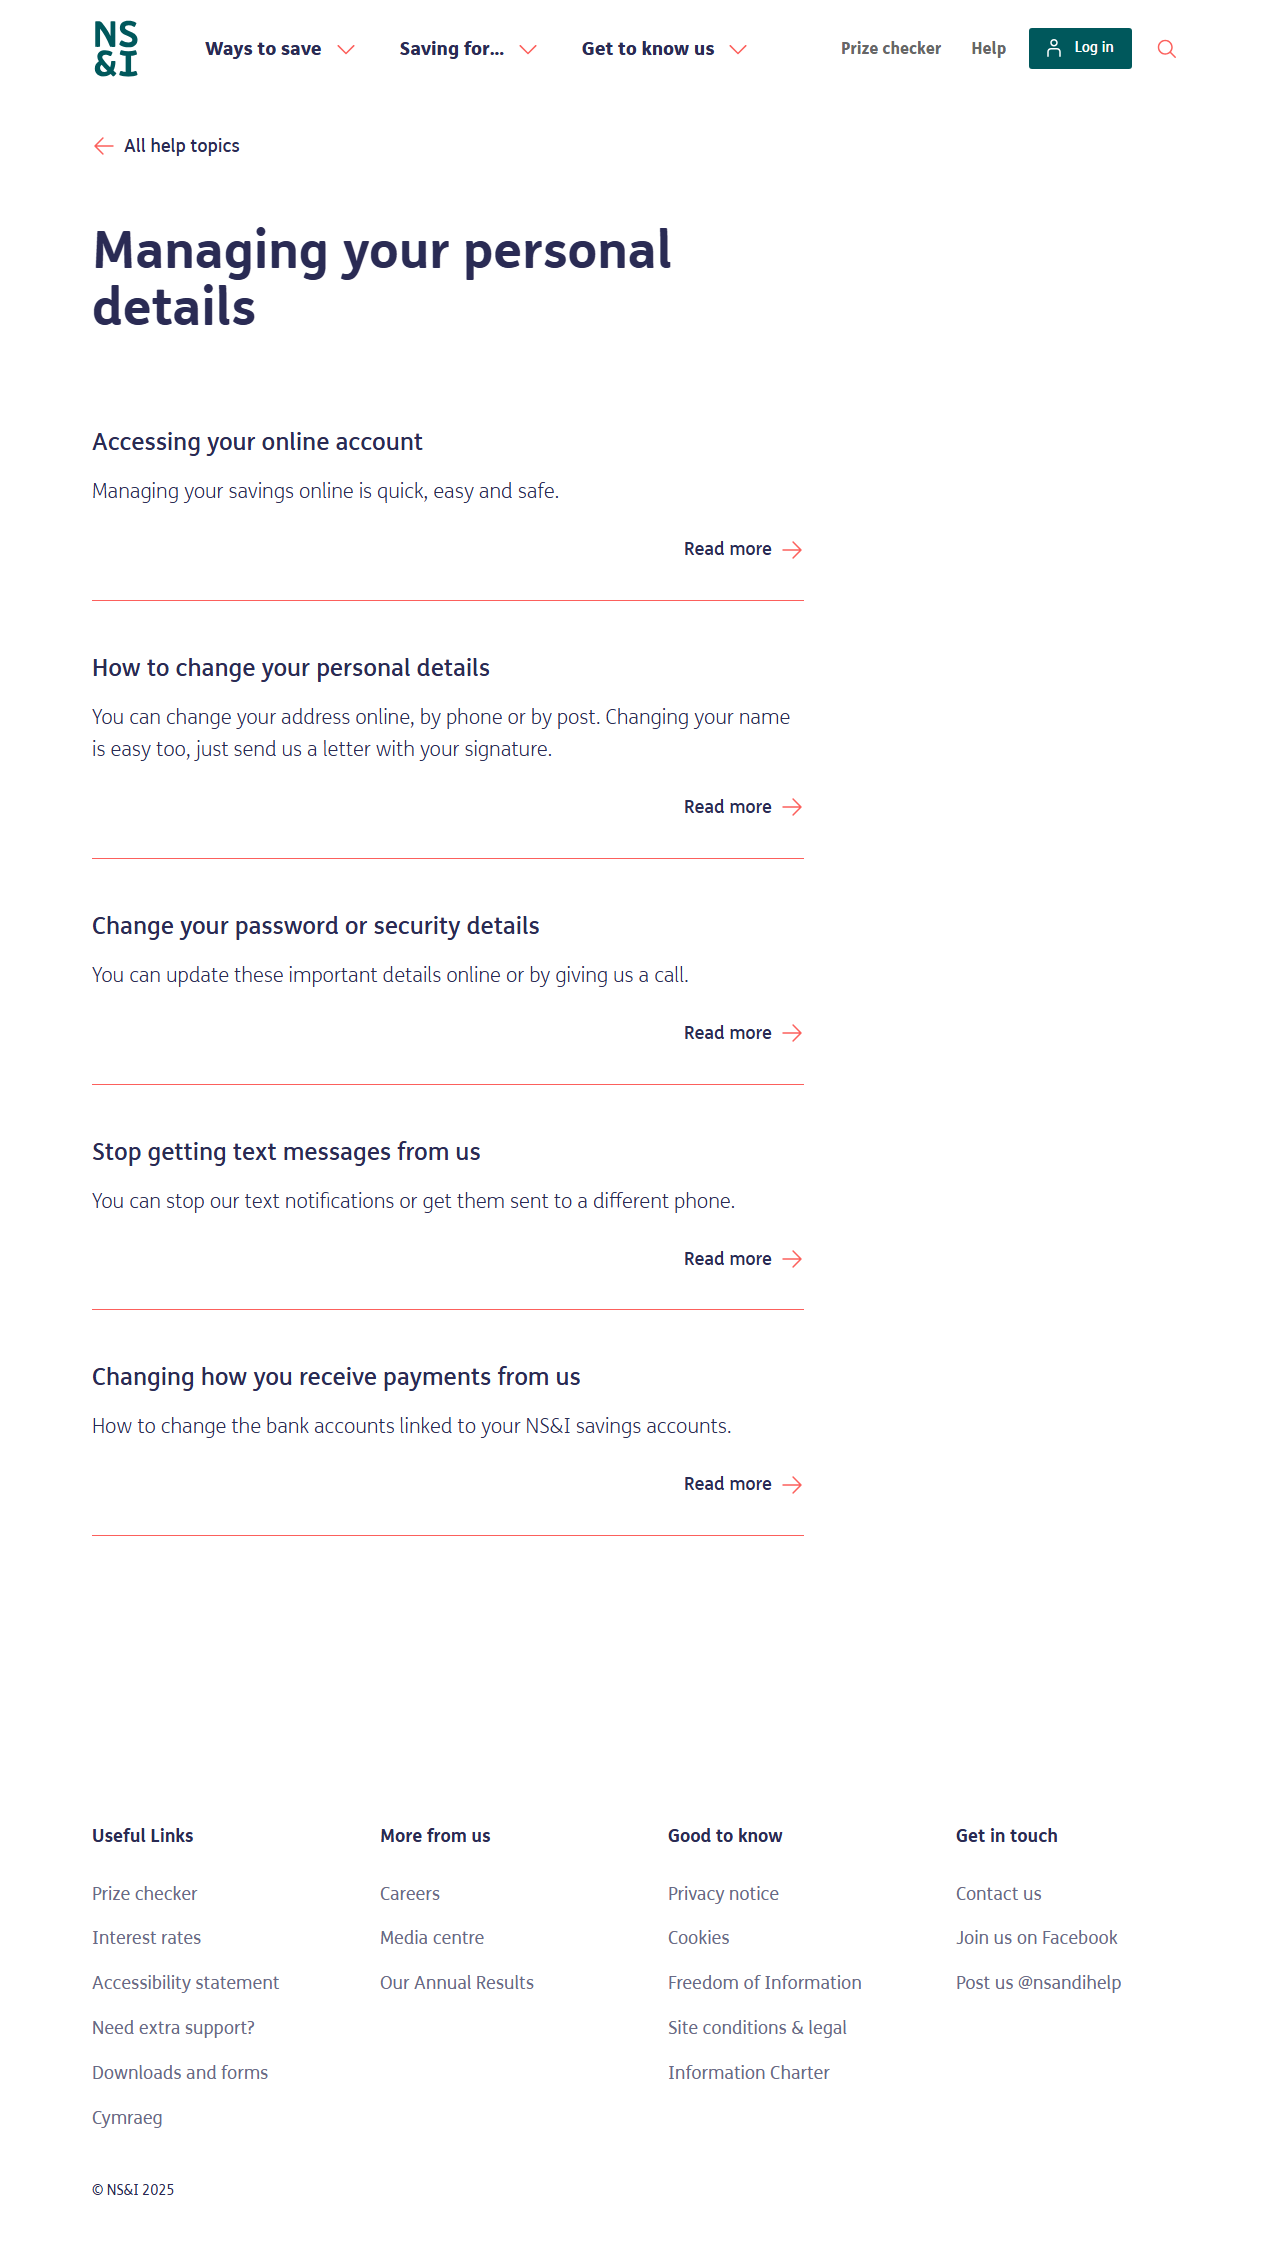 NS
&I
Ways to save
Saving for...
Get to know us
Prize checker
Help
Log in
All help topics
Managing your personal
details
Accessing your online account
Managing your savings online is quick, easy and safe.
Read more
How to change your personal details
You can change your address online, by phone or by post. Changing your name
is easy too, just send us a letter with your signature.
Read more
Change your password or security details
You can update these important details online or by giving us a call.
Read more
Stop getting text messages from us
You can stop our text notifications or get them sent to a different phone.
Read more
Changing how you receive payments from us
How to change the bank accounts linked to your NS&I savings accounts.
Read more
Useful Links
Prize checker
Interest rates
Accessibility statement
Need extra support?
Downloads and forms
Cymraeg
More from us
Careers
Media centre
Our Annual Results
Good to know
Privacy notice
Cookies
Freedom of Information
Site conditions & legal
Information Charter
Get in touch
Contact us
Join us on Facebook
Post us @nsandihelp
© NS&I 2025